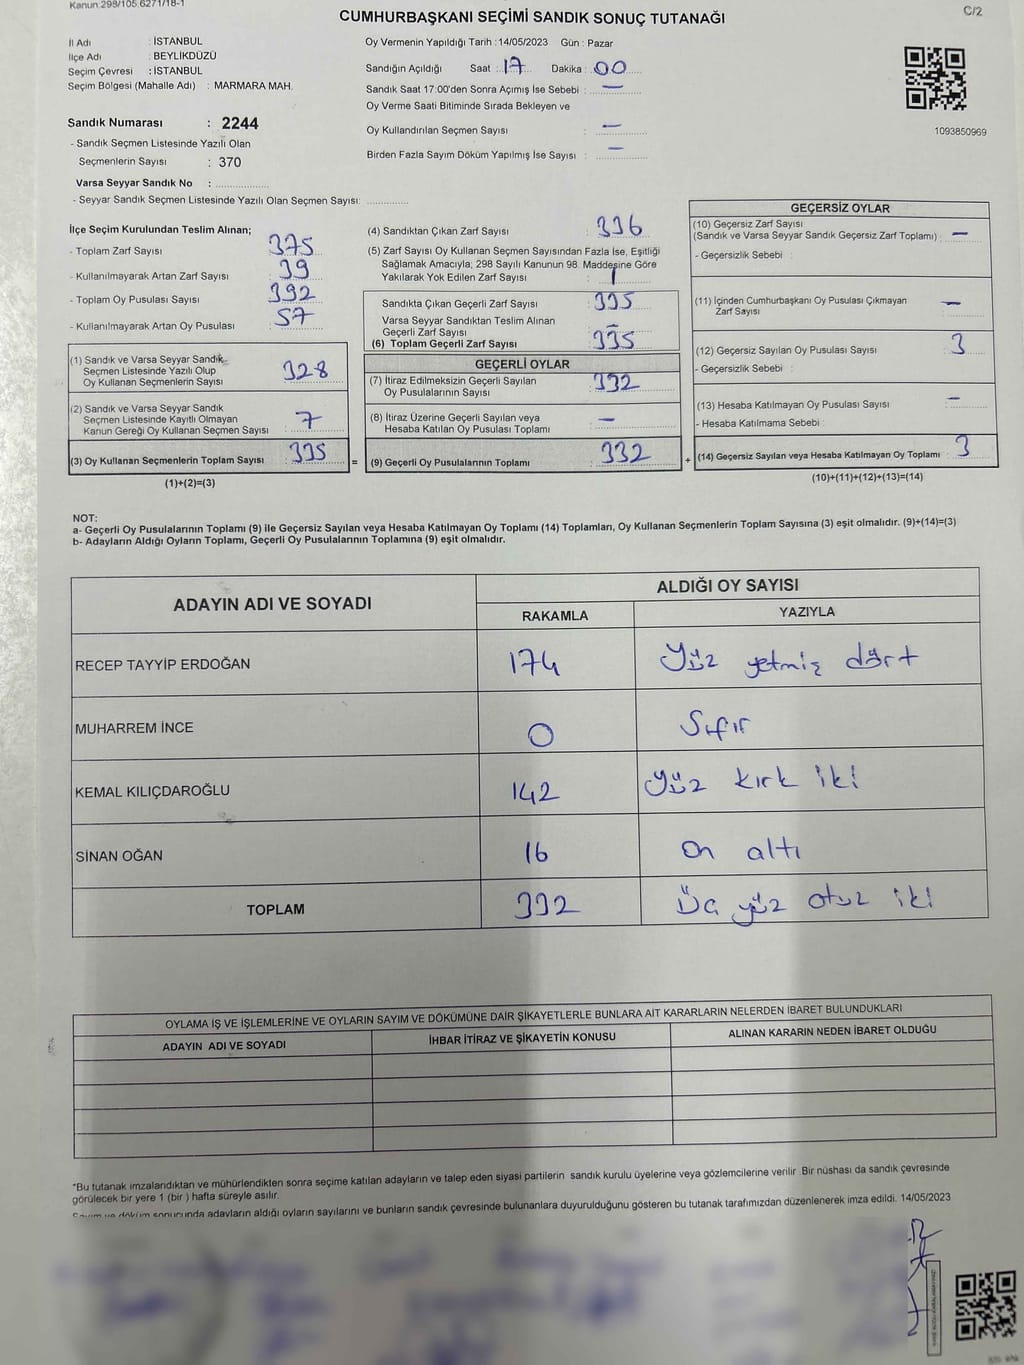 Kanun:298/105,6271/18-1
C/2
CUMHURBAŞKANI SEÇİMİ SANDIK SONUÇ TUTANAĞI
İl Adı : İSTANBUL
İlçe Adı : BEYLİKDÜZÜ
Seçim Çevresi : İSTANBUL
Seçim Bölgesi (Mahalle Adı) : MARMARA MAH.
Sandık Numarası : 2244
- Sandık Seçmen Listesinde Yazılı Olan
Seçmenlerin Sayısı : 370
Varsa Seyyar Sandık No :
- Seyyar Sandık Seçmen Listesinde Yazılı Olan Seçmen Sayısı:
Oy Vermenin Yapıldığı Tarih : 14/05/2023 Gün : Pazar
Sandığın Açıldığı Saat : 17 Dakika : 00
Sandık Saat 17:00'den Sonra Açımış İse Sebebi : —
Oy Verme Saati Bitiminde Sırada Bekleyen ve
Oy Kullandırılan Seçmen Sayısı : —
Birden Fazla Sayım Döküm Yapılmış İse Sayısı : —
1093850969
İlçe Seçim Kurulundan Teslim Alınan;
- Toplam Zarf Sayısı 375
- Kullanılmayarak Artan Zarf Sayısı 39
- Toplam Oy Pusulası Sayısı 392
- Kullanılmayarak Artan Oy Pusulası 57
(1) Sandık ve Varsa Seyyar Sandık
Seçmen Listesinde Yazılı Olup
Oy Kullanan Seçmenlerin Sayısı 328
(2) Sandık ve Varsa Seyyar Sandık
Seçmen Listesinde Kayıtlı Olmayan
Kanun Gereği Oy Kullanan Seçmen Sayısı 7
(3) Oy Kullanan Seçmenlerin Toplam Sayısı 335 =
(1)+(2)=(3)
(4) Sandıktan Çıkan Zarf Sayısı : 336
(5) Zarf Sayısı Oy Kullanan Seçmen Sayısından Fazla İse, Eşitliği
Sağlamak Amacıyla, 298 Sayılı Kanunun 98. Maddesine Göre
Yakılarak Yok Edilen Zarf Sayısı : 1
Sandıkta Çıkan Geçerli Zarf Sayısı : 335
Varsa Seyyar Sandıktan Teslim Alınan
Geçerli Zarf Sayısı : —
(6) Toplam Geçerli Zarf Sayısı : 335
GEÇERLİ OYLAR
(7) İtiraz Edilmeksizin Geçerli Sayılan
Oy Pusulalarının Sayısı : 332
(8) İtiraz Üzerine Geçerli Sayılan veya
Hesaba Katılan Oy Pusulası Toplamı : —
(9) Geçerli Oy Pusulalarının Toplamı : 332 +
GEÇERSİZ OYLAR
(10) Geçersiz Zarf Sayısı
(Sandık ve Varsa Seyyar Sandık Geçersiz Zarf Toplamı) : —
- Geçersizlik Sebebi :
(11) İçinden Cumhurbaşkanı Oy Pusulası Çıkmayan
Zarf Sayısı : —
(12) Geçersiz Sayılan Oy Pusulası Sayısı : 3
- Geçersizlik Sebebi :
(13) Hesaba Katılmayan Oy Pusulası Sayısı : —
- Hesaba Katılmama Sebebi :
(14) Geçersiz Sayılan veya Hesaba Katılmayan Oy Toplamı : 3
(10)+(11)+(12)+(13)=(14)
NOT:
a- Geçerli Oy Pusulalarının Toplamı (9) ile Geçersiz Sayılan veya Hesaba Katılmayan Oy Toplamı (14) Toplamları, Oy Kullanan Seçmenlerin Toplam Sayısına (3) eşit olmalıdır. (9)+(14)=(3)
b- Adayların Aldığı Oyların Toplamı, Geçerli Oy Pusulalarının Toplamına (9) eşit olmalıdır.
ADAYIN ADI VE SOYADI
ALDIĞI OY SAYISI
RAKAMLA YAZIYLA
RECEP TAYYİP ERDOĞAN 174 Yüz yetmiş dört
MUHARREM İNCE 0 Sıfır
KEMAL KILIÇDAROĞLU 142 Yüz kırk iki
SİNAN OĞAN 16 on altı
TOPLAM 332 Üç yüz otuz iki
OYLAMA İŞ VE İŞLEMLERİNE VE OYLARIN SAYIM VE DÖKÜMÜNE DAİR ŞİKAYETLERLE BUNLARA AİT KARARLARIN NELERDEN İBARET BULUNDUKLARI
ADAYIN ADI VE SOYADI İHBAR İTİRAZ VE ŞİKAYETİN KONUSU ALINAN KARARIN NEDEN İBARET OLDUĞU
*Bu tutanak imzalandıktan ve mühürlendikten sonra seçime katılan adayların ve talep eden siyasi partilerin sandık kurulu üyelerine veya gözlemcilerine verilir. Bir nüshası da sandık çevresinde
görülecek bir yere 1 (bir ) hafta süreyle asılır.
Sayım ve döküm sonucunda adayların aldığı oyların sayılarını ve bunların sandık çevresinde bulunanlara duyurulduğunu gösteren bu tutanak tarafımızdan düzenlenerek imza edildi. 14/05/2023